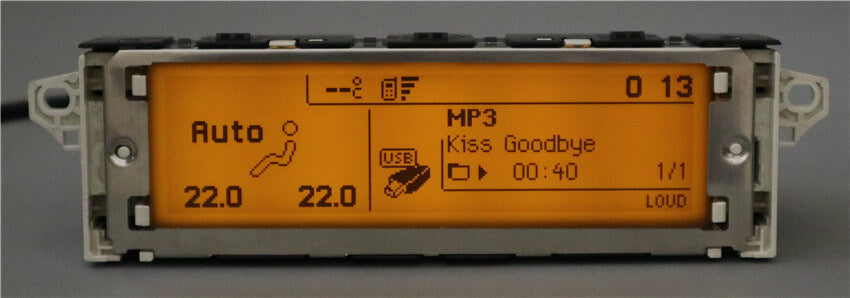 --°C
0 13
Auto
22.0 22.0
MP3
Kiss Goodbye
USB
00:40 1/1
LOUD